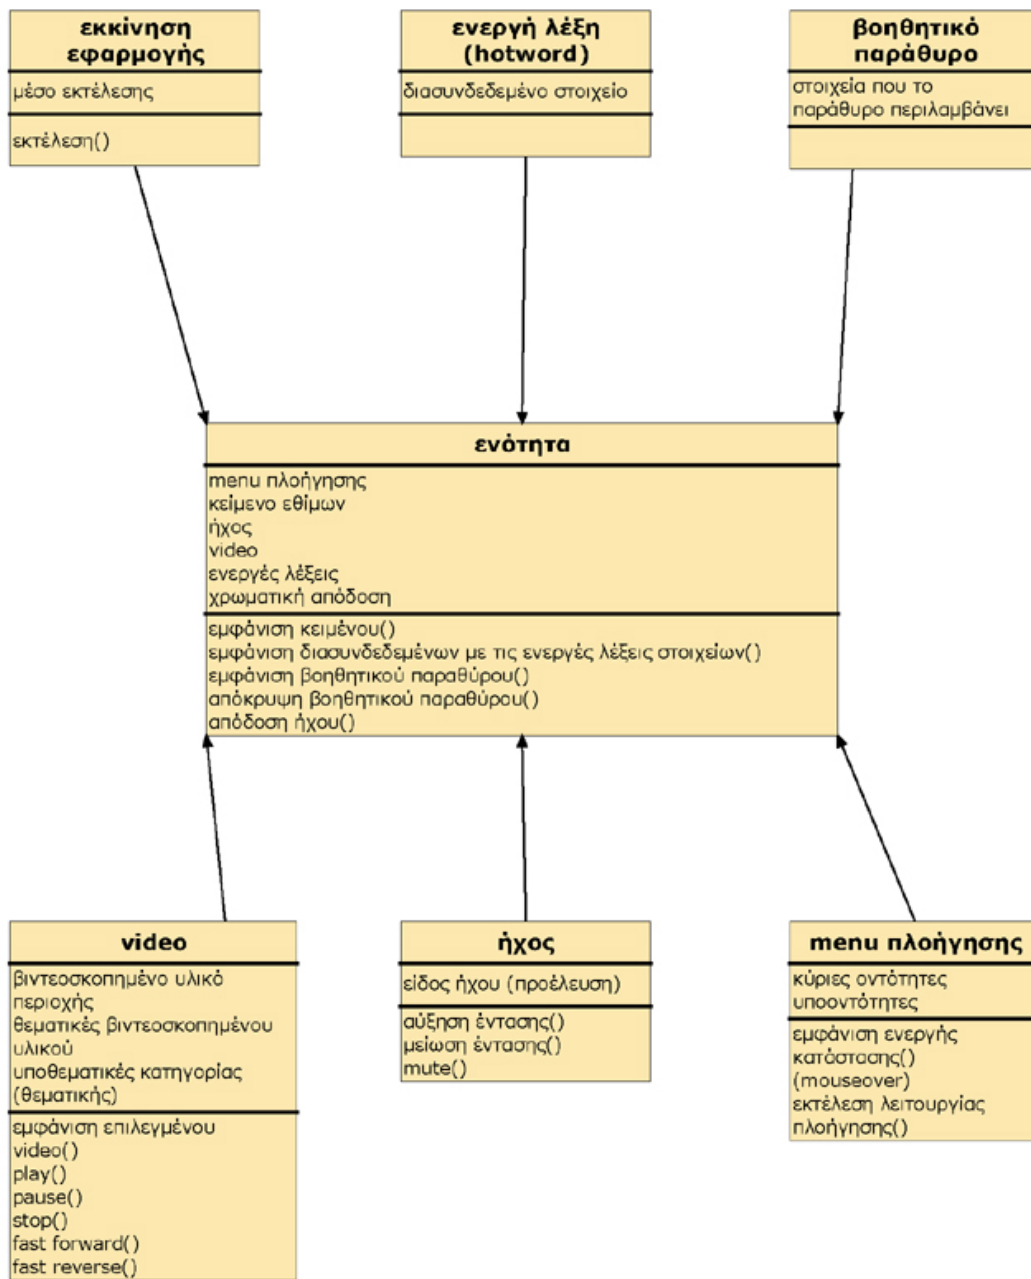 εκκίνηση
εφαρμογής
μέσο εκτέλεσης
εκτέλεση()
ενεργή λέξη
(hotword)
διασυνδεδεμένο στοιχείο
βοηθητικό
παράθυρο
στοιχεία που το
παράθυρο περιλαμβάνει
ενότητα
menu πλοήγησης
κείμενο εθίμων
ήχος
video
ενεργές λέξεις
χρωματική απόδοση
εμφάνιση κειμένου()
εμφάνιση διασυνδεδεμένων με τις ενεργές λέξεις στοιχείων()
εμφάνιση βοηθητικού παραθύρου()
απόκρυψη βοηθητικού παραθύρου()
απόδοση ήχου()
video
βιντεοσκοπημένο υλικό
περιοχής
θεματικές βιντεοσκοπημένου
υλικού
υποθεματικές κατηγορίας
(θεματικής)
εμφάνιση επιλεγμένου
video()
play()
pause()
stop()
fast forward()
fast reverse()
ήχος
είδος ήχου (προέλευση)
αύξηση έντασης()
μείωση έντασης()
mute()
menu πλοήγησης
κύριες οντότητες
υποοντότητες
εμφάνιση ενεργής
κατάστασης()
(mouseover)
εκτέλεση λειτουργίας
πλοήγησης()